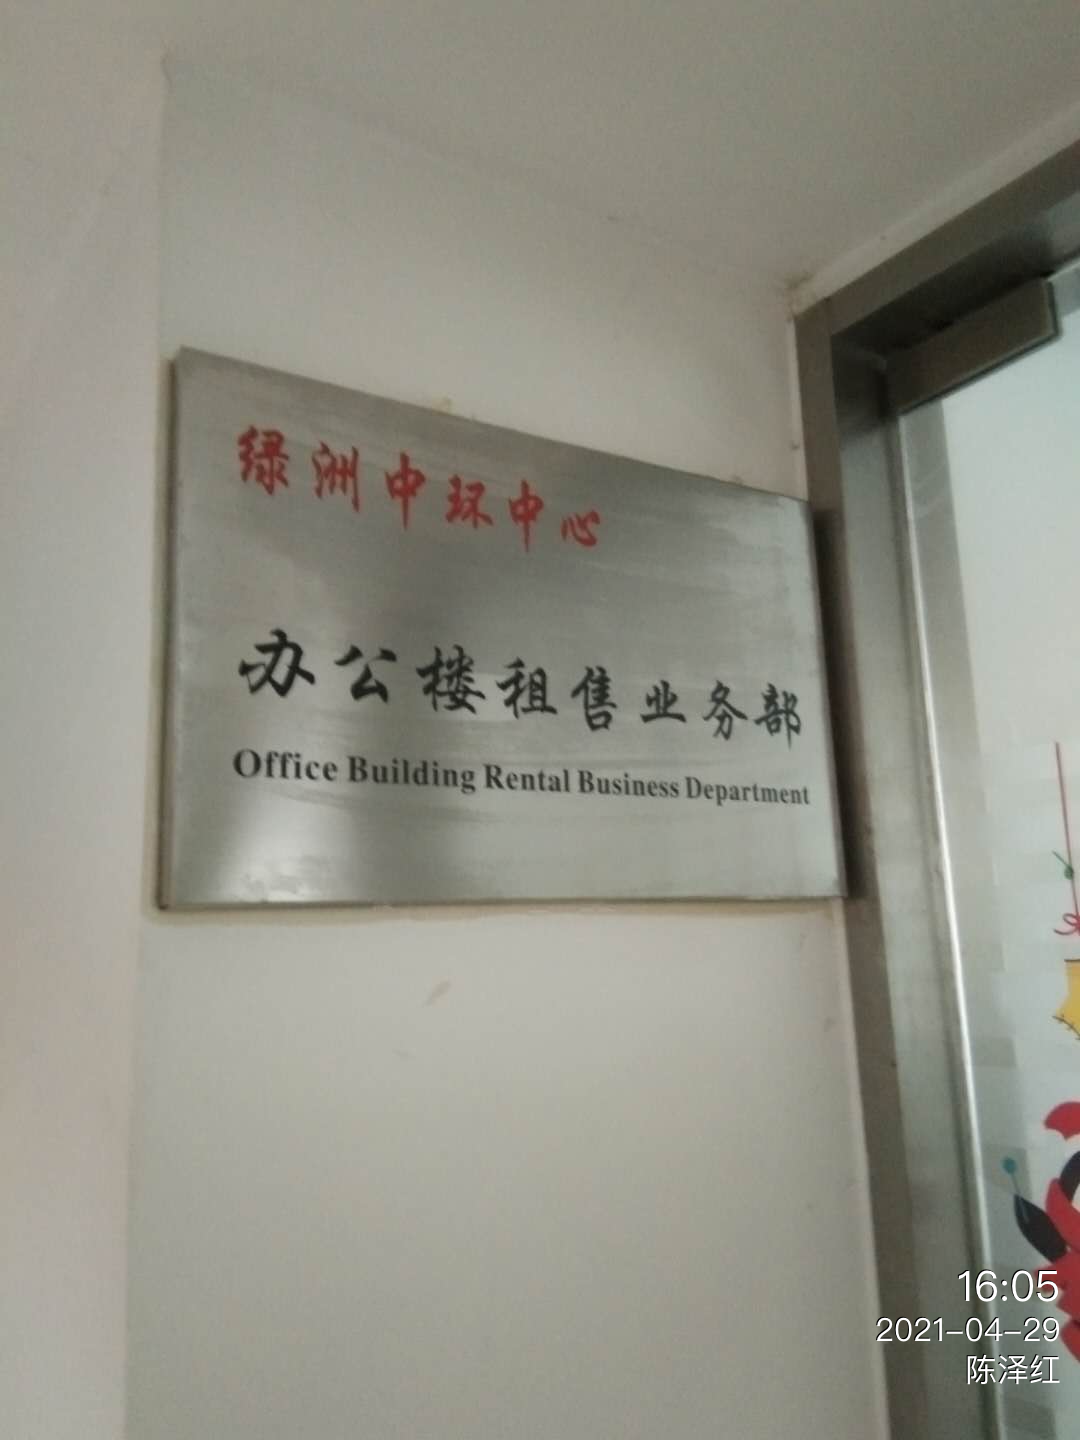 绿洲中环中心
办公楼租售业务部
Office Building Rental Business Department
16:05
2021-04-29
陈泽红